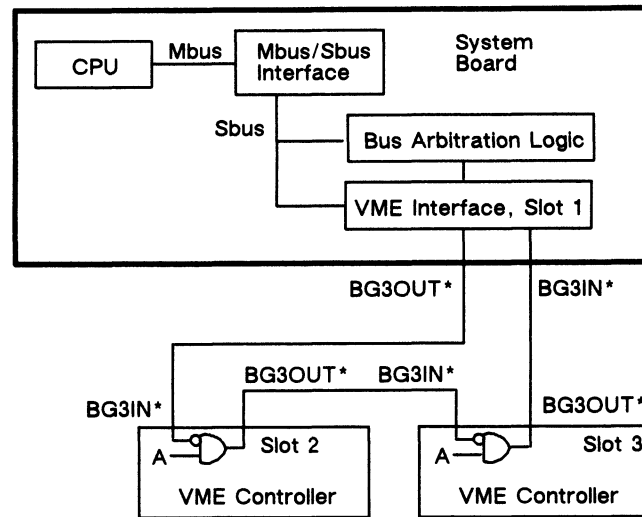 CPU
Mbus
Mbus/Sbus
Interface
System
Board
Sbus
Bus Arbitration Logic
VME Interface, Slot 1
BG3OUT*
BG3IN*
BG3OUT*
BG3IN*
BG3IN*
BG3OUT*
A
Slot 2
VME Controller
A
Slot 3
VME Controller